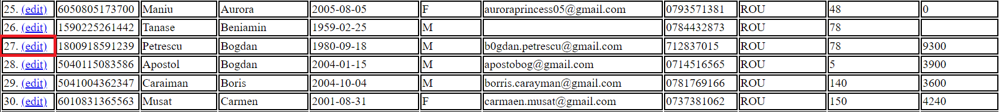 25. (edit) 6050805173700 Maniu Aurora 2005-08-05 F auroraprincess05@gmail.com 0793571381 ROU 48 0
26. (edit) 1590225261442 Tanase Beniamin 1959-02-25 M 0784432873 ROU 78
27. (edit) 1800918591239 Petrescu Bogdan 1980-09-18 M b0gdan.petrescu@gmail.com 712837015 ROU 78 9300
28. (edit) 5040115083586 Apostol Bogdan 2004-01-15 M apostobog@gmail.com 0714516565 ROU 5 3900
29. (edit) 5041004362347 Caraiman Boris 2004-10-04 M borris.carayman@gmail.com 0781769166 ROU 140 3600
30. (edit) 6010831365563 Musat Carmen 2001-08-31 F carmaen.musat@gmail.com 0737381062 ROU 150 4240